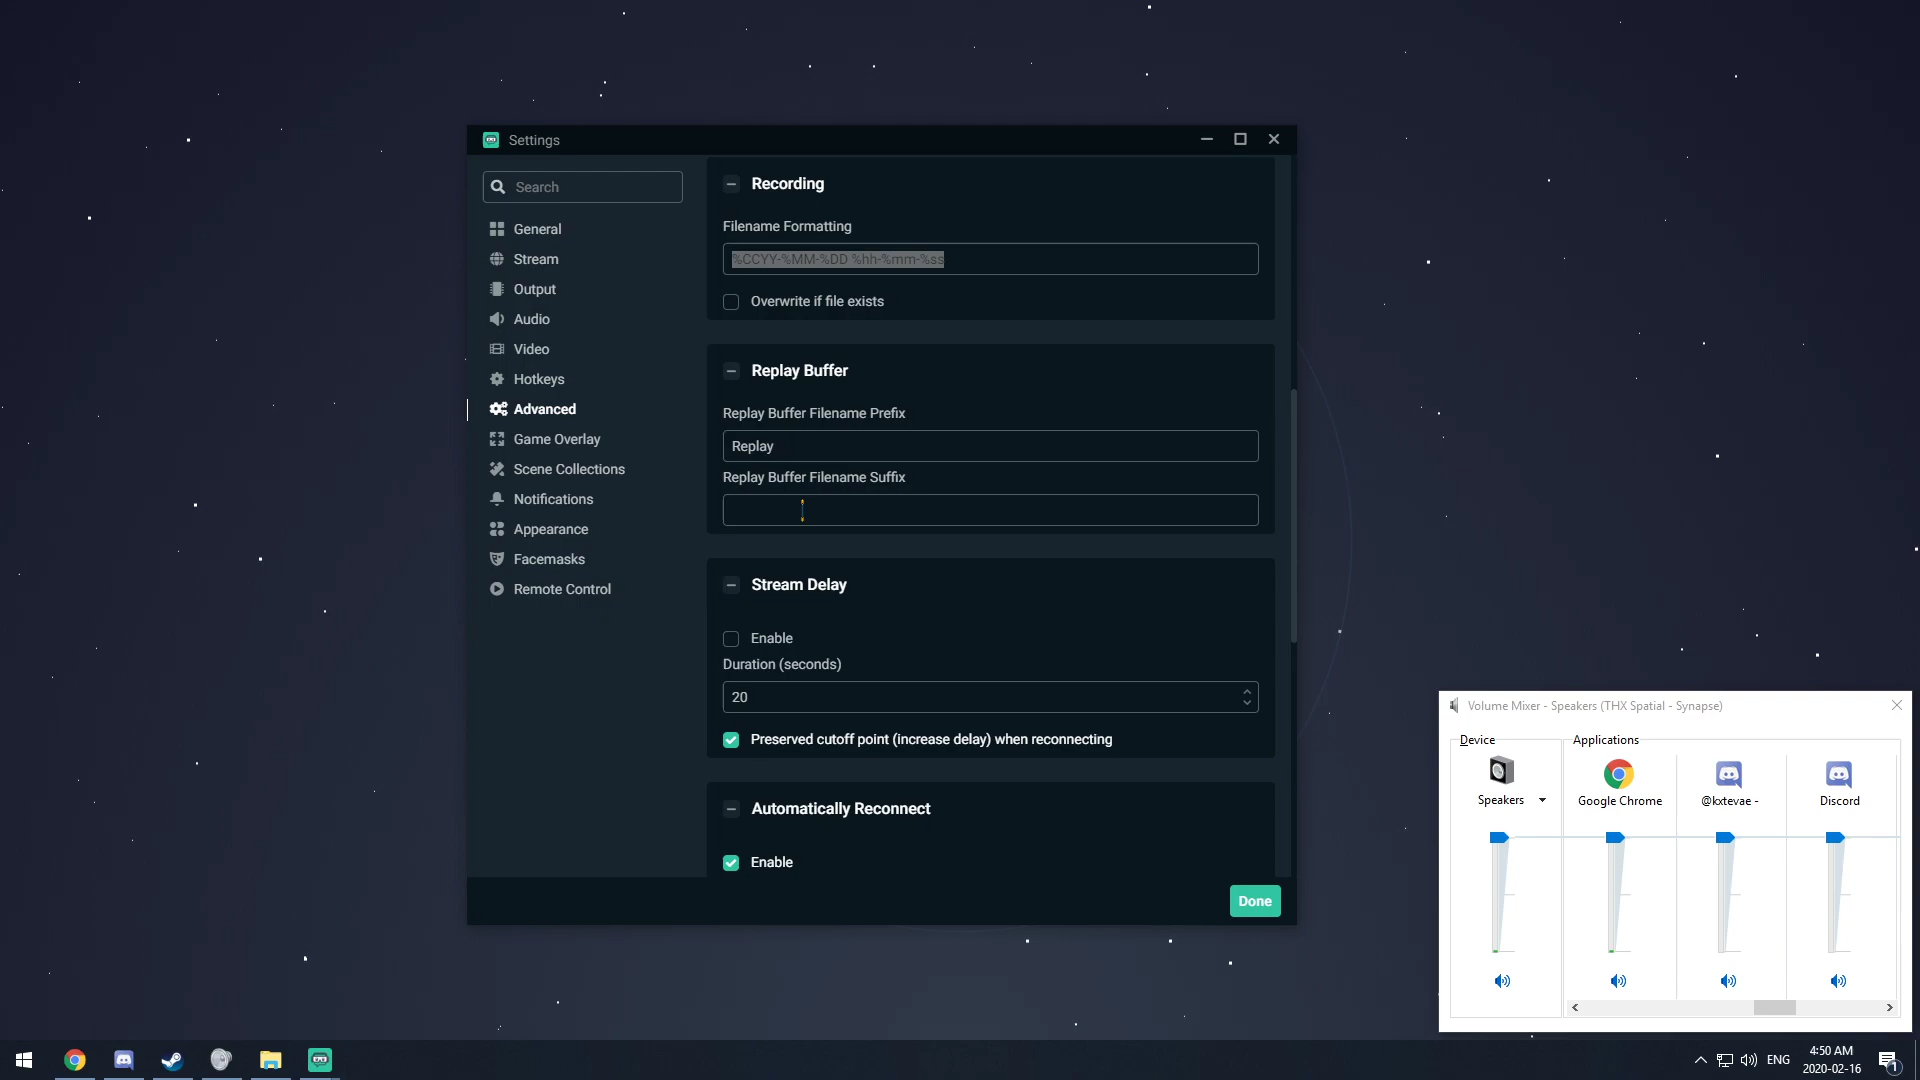 Settings
Search
General
Stream
Output
Audio
Video
Hotkeys
Advanced
Game Overlay
Scene Collections
Notifications
Appearance
Facemasks
Remote Control
Recording
Filename Formatting
%CCYY-%MM-%DD %hh-%mm-%ss
Overwrite if file exists
Replay Buffer
Replay Buffer Filename Prefix
Replay
Replay Buffer Filename Suffix
Stream Delay
Enable
Duration (seconds)
20
Preserved cutoff point (increase delay) when reconnecting
Automatically Reconnect
Enable
Done
Volume Mixer - Speakers (THX Spatial - Synapse)
Device
Applications
Speakers
Google Chrome
@kxtevae -
Discord
ENG
4:50 AM
2020-02-16
1